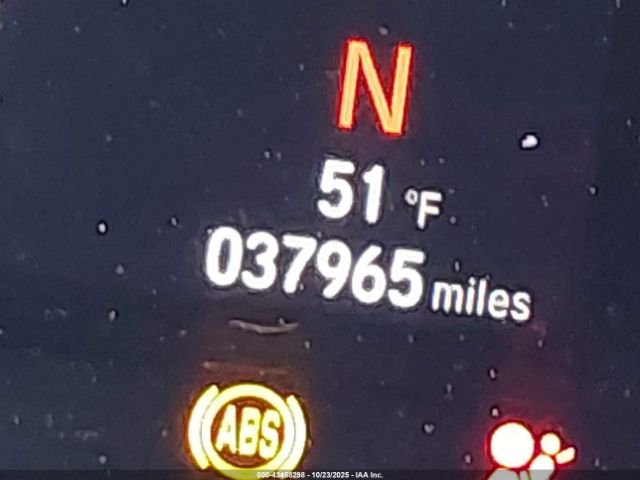 N
51 °F
037965 miles
ABS
000-43458298 - 10/23/2025 - IAA Inc.